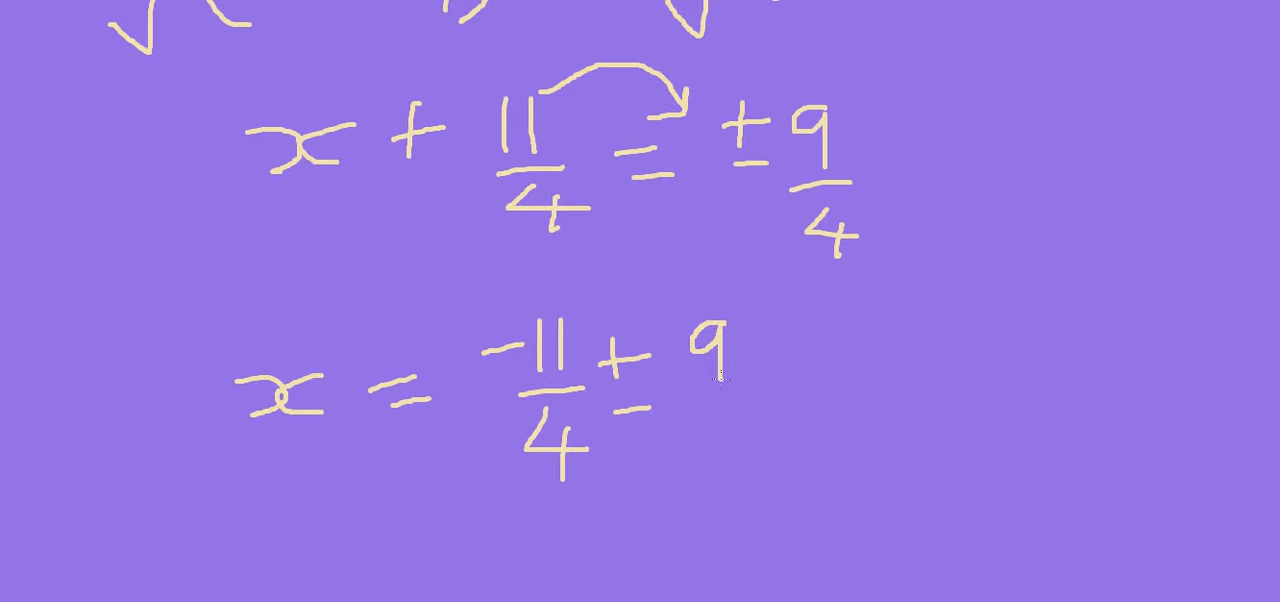 x + 11/4 = ± 9/4
x = -11/4 ± 9